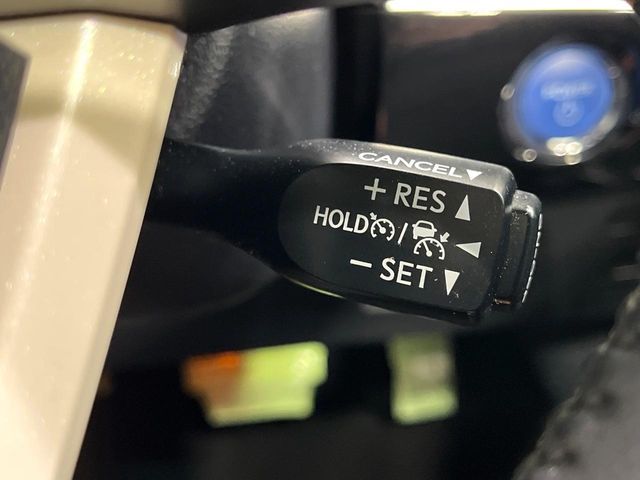 CANCEL▼
+ RES ▲
HOLD / ◀
− SET ▼